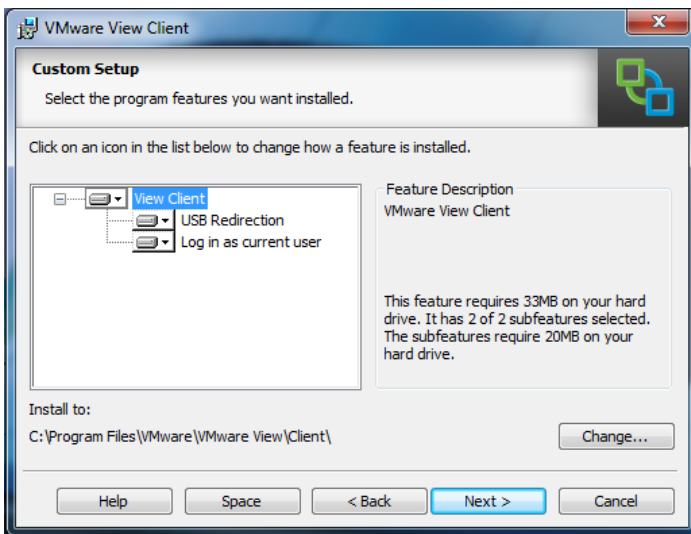 VMware View Client
Custom Setup
Select the program features you want installed.
Click on an icon in the list below to change how a feature is installed.
View Client
USB Redirection
Log in as current user
Feature Description
VMware View Client
This feature requires 33MB on your hard
drive. It has 2 of 2 subfeatures selected.
The subfeatures require 20MB on your
hard drive.
Install to:
C:\Program Files\VMware\VMware View\Client\
Change...
Help
Space
< Back
Next >
Cancel